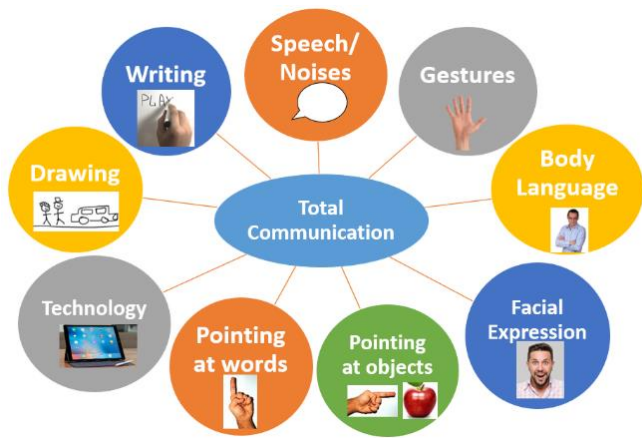 Speech/
Noises
Gestures
Body
Language
Facial
Expression
Pointing
at objects
Pointing
at words
Technology
Drawing
Writing
PLAY
Total
Communication